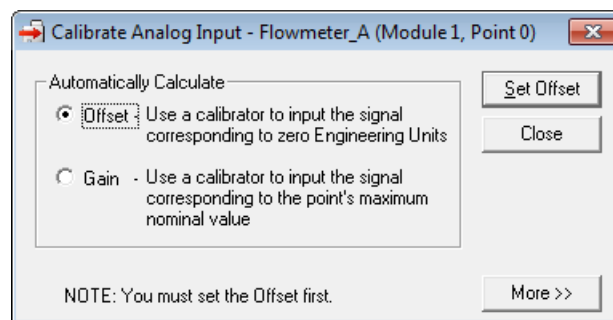 Calibrate Analog Input - Flowmeter_A (Module 1, Point 0)
Automatically Calculate
Offset - Use a calibrator to input the signal
corresponding to zero Engineering Units
Gain - Use a calibrator to input the signal
corresponding to the point's maximum
nominal value
Set Offset
Close
NOTE: You must set the Offset first.
More >>